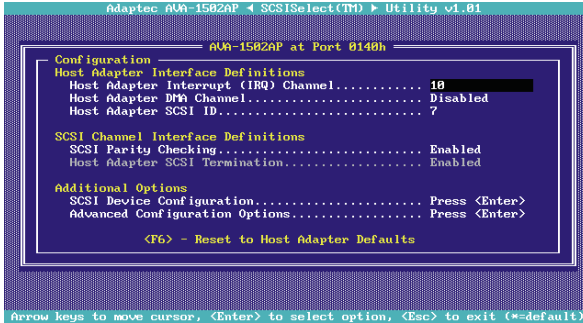 Adaptec AVA-1502AP ◄ SCSISelect(TM) ► Utility v1.01
AVA-1502AP at Port 0140h
Configuration
Host Adapter Interface Definitions
Host Adapter Interrupt (IRQ) Channel............ 10
Host Adapter DMA Channel........................ Disabled
Host Adapter SCSI ID............................ 7
SCSI Channel Interface Definitions
SCSI Parity Checking............................ Enabled
Host Adapter SCSI Termination................... Enabled
Additional Options
SCSI Device Configuration....................... Press <Enter>
Advanced Configuration Options.................. Press <Enter>
<F6> - Reset to Host Adapter Defaults
Arrow keys to move cursor, <Enter> to select option, <Esc> to exit (*=default)